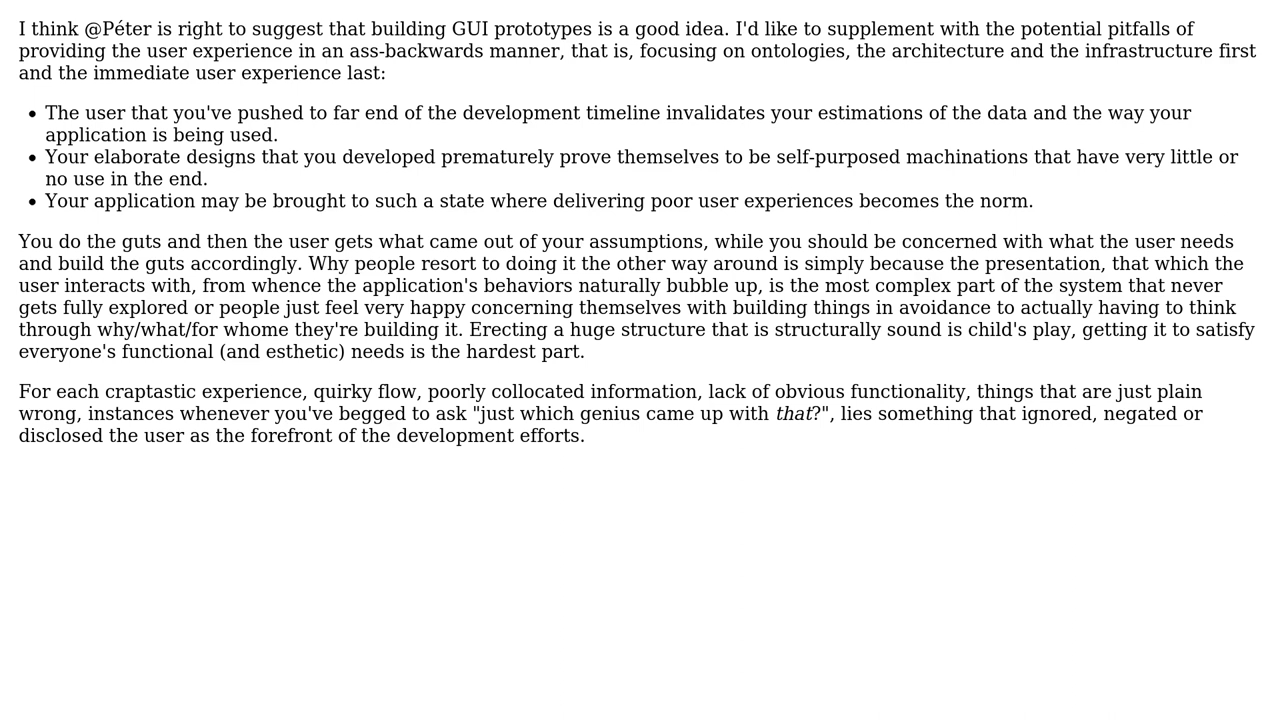 I think @Péter is right to suggest that building GUI prototypes is a good idea. I'd like to supplement with the potential pitfalls of
providing the user experience in an ass-backwards manner, that is, focusing on ontologies, the architecture and the infrastructure first
and the immediate user experience last:
• The user that you've pushed to far end of the development timeline invalidates your estimations of the data and the way your
application is being used.
• Your elaborate designs that you developed prematurely prove themselves to be self-purposed machinations that have very little or
no use in the end.
• Your application may be brought to such a state where delivering poor user experiences becomes the norm.
You do the guts and then the user gets what came out of your assumptions, while you should be concerned with what the user needs
and build the guts accordingly. Why people resort to doing it the other way around is simply because the presentation, that which the
user interacts with, from whence the application's behaviors naturally bubble up, is the most complex part of the system that never
gets fully explored or people just feel very happy concerning themselves with building things in avoidance to actually having to think
through why/what/for whome they're building it. Erecting a huge structure that is structurally sound is child's play, getting it to satisfy
everyone's functional (and esthetic) needs is the hardest part.
For each craptastic experience, quirky flow, poorly collocated information, lack of obvious functionality, things that are just plain
wrong, instances whenever you've begged to ask "just which genius came up with that?", lies something that ignored, negated or
disclosed the user as the forefront of the development efforts.